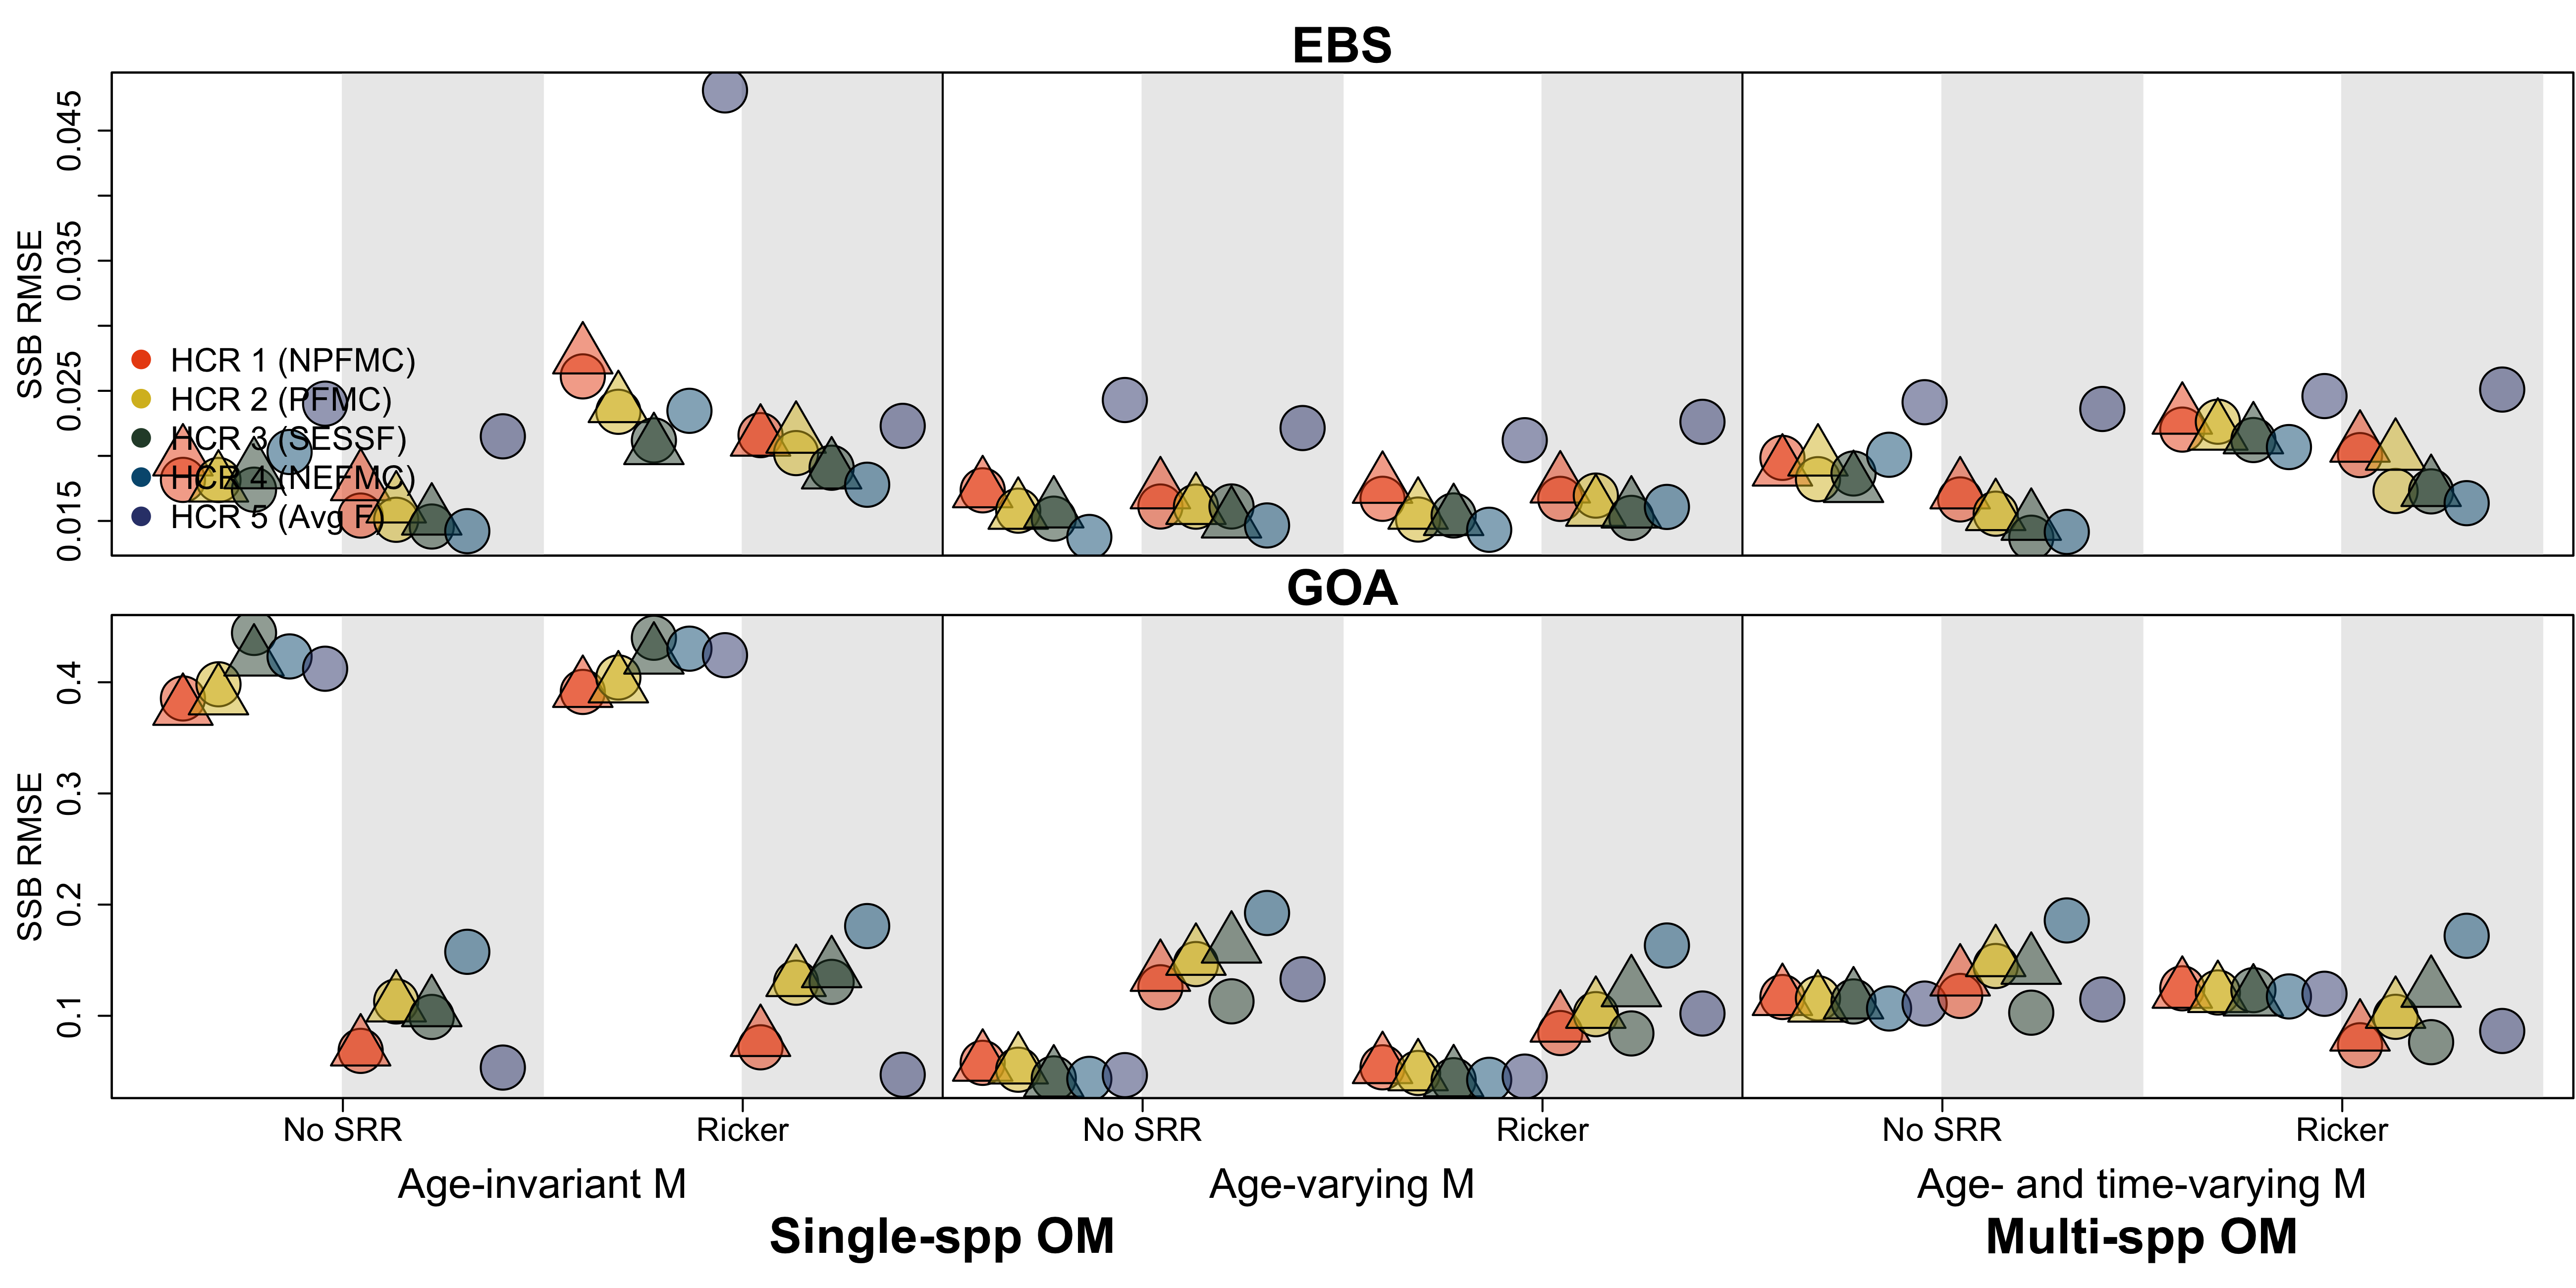 EBS
SSB RMSE
0.045
0.035
0.025
0.015
HCR 1 (NPFMC)
HCR 2 (PFMC)
HCR 3 (SESSF)
HCR 4 (NEFMC)
HCR 5 (Avg F)
GOA
SSB RMSE
0.4
0.3
0.2
0.1
No SRR Ricker No SRR Ricker No SRR Ricker
Age-invariant M Age-varying M Age- and time-varying M
Single-spp OM Multi-spp OM